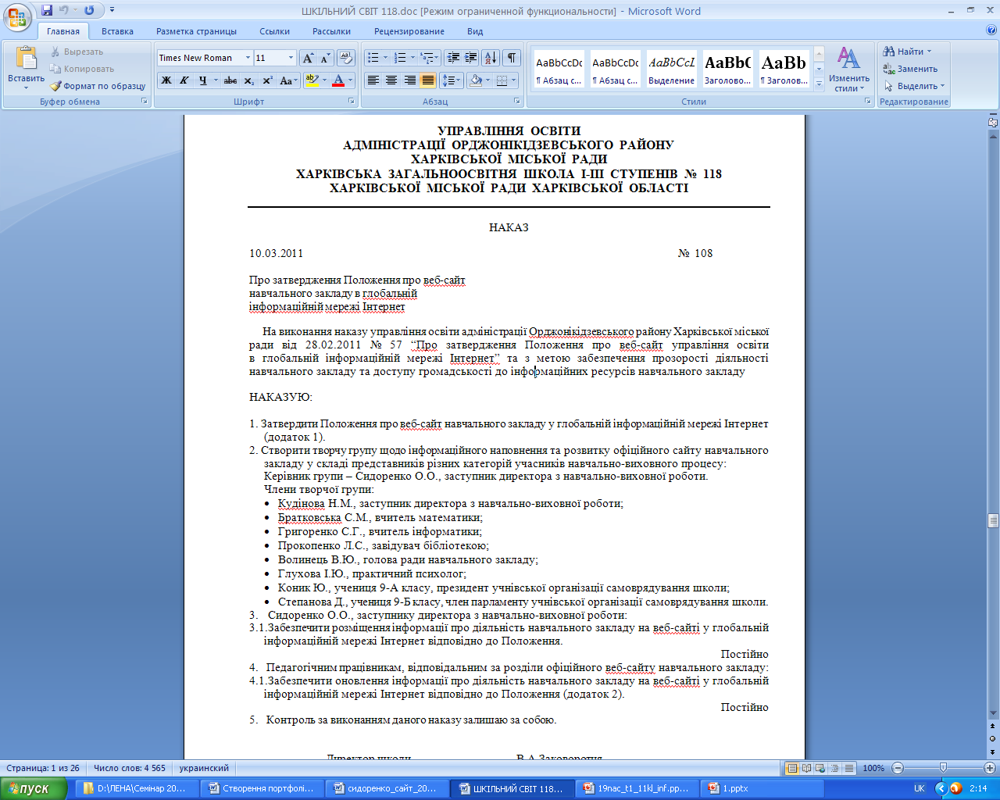 ШКІЛЬНИЙ СВІТ 118.doc [Режим ограниченной функциональности] - Microsoft Word
Главная Вставка Разметка страницы Ссылки Рассылки Рецензирование Вид
Вставить
Вырезать
Копировать
Формат по образцу
Буфер обмена
Times New Roman 11
Ж К Ч abc x₂ x² Aa
Шрифт
Абзац
AaBbCcDc AaBbCcDc AaBbCcI AaBbC AaBb
¶ Абзац с... ¶ Абзац с... Выделение Заголово... ¶ Заголов...
Изменить стили
Стили
Найти
Заменить
Выделить
Редактирование
УПРАВЛІННЯ ОСВІТИ
АДМІНІСТРАЦІЇ ОРДЖОНІКІДЗЕВСЬКОГО РАЙОНУ
ХАРКІВСЬКОЇ МІСЬКОЇ РАДИ
ХАРКІВСЬКА ЗАГАЛЬНООСВІТНЯ ШКОЛА І-ІІІ СТУПЕНІВ № 118
ХАРКІВСЬКОЇ МІСЬКОЇ РАДИ ХАРКІВСЬКОЇ ОБЛАСТІ
НАКАЗ
10.03.2011 № 108
Про затвердження Положення про веб-сайт
навчального закладу в глобальній
інформаційній мережі Інтернет
На виконання наказу управління освіти адміністрації Орджонікідзевського району Харківської міської
ради від 28.02.2011 № 57 “Про затвердження Положення про веб-сайт управління освіти
в глобальній інформаційній мережі Інтернет” та з метою забезпечення прозорості діяльності
навчального закладу та доступу громадськості до інформаційних ресурсів навчального закладу
НАКАЗУЮ:
1. Затвердити Положення про веб-сайт навчального закладу у глобальній інформаційній мережі Інтернет
(додаток 1).
2. Створити творчу групу щодо інформаційного наповнення та розвитку офіційного сайту навчального
закладу у складі представників різних категорій учасників навчально-виховного процесу:
Керівник групи – Сидоренко О.О., заступник директора з навчально-виховної роботи.
Члени творчої групи:
• Кудінова Н.М., заступник директора з навчально-виховної роботи;
• Братковська С.М., вчитель математики;
• Григоренко С.Г., вчитель інформатики;
• Прокопенко Л.С., завідувач бібліотекою;
• Волинець В.Ю., голова ради навчального закладу;
• Глухова І.Ю., практичний психолог;
• Коник Ю., учениця 9-А класу, президент учнівської організації самоврядування школи;
• Степанова Д., учениця 9-Б класу, член парламенту учнівської організації самоврядування школи.
3. Сидоренко О.О., заступнику директора з навчально-виховної роботи:
3.1.Забезпечити розміщення інформації про діяльність навчального закладу на веб-сайті у глобальній
інформаційній мережі Інтернет відповідно до Положення.
Постійно
4. Педагогічним працівникам, відповідальним за розділи офіційного веб-сайту навчального закладу:
4.1.Забезпечити оновлення інформації про діяльність навчального закладу на веб-сайті у глобальній
інформаційній мережі Інтернет відповідно до Положення (додаток 2).
Постійно
5. Контроль за виконанням даного наказу залишаю за собою.
Директор школи В.А.Заховоротня
Страница: 1 из 26 Число слов: 4 565 украинский 100%
пуск D:\ЛЕНА\Семінар 20... Створення портфолі... сидоренко_сайт_20... ШКІЛЬНИЙ СВІТ 118... 19nac_t1_11kl_inf.pp... 1.pptx UK 2:14